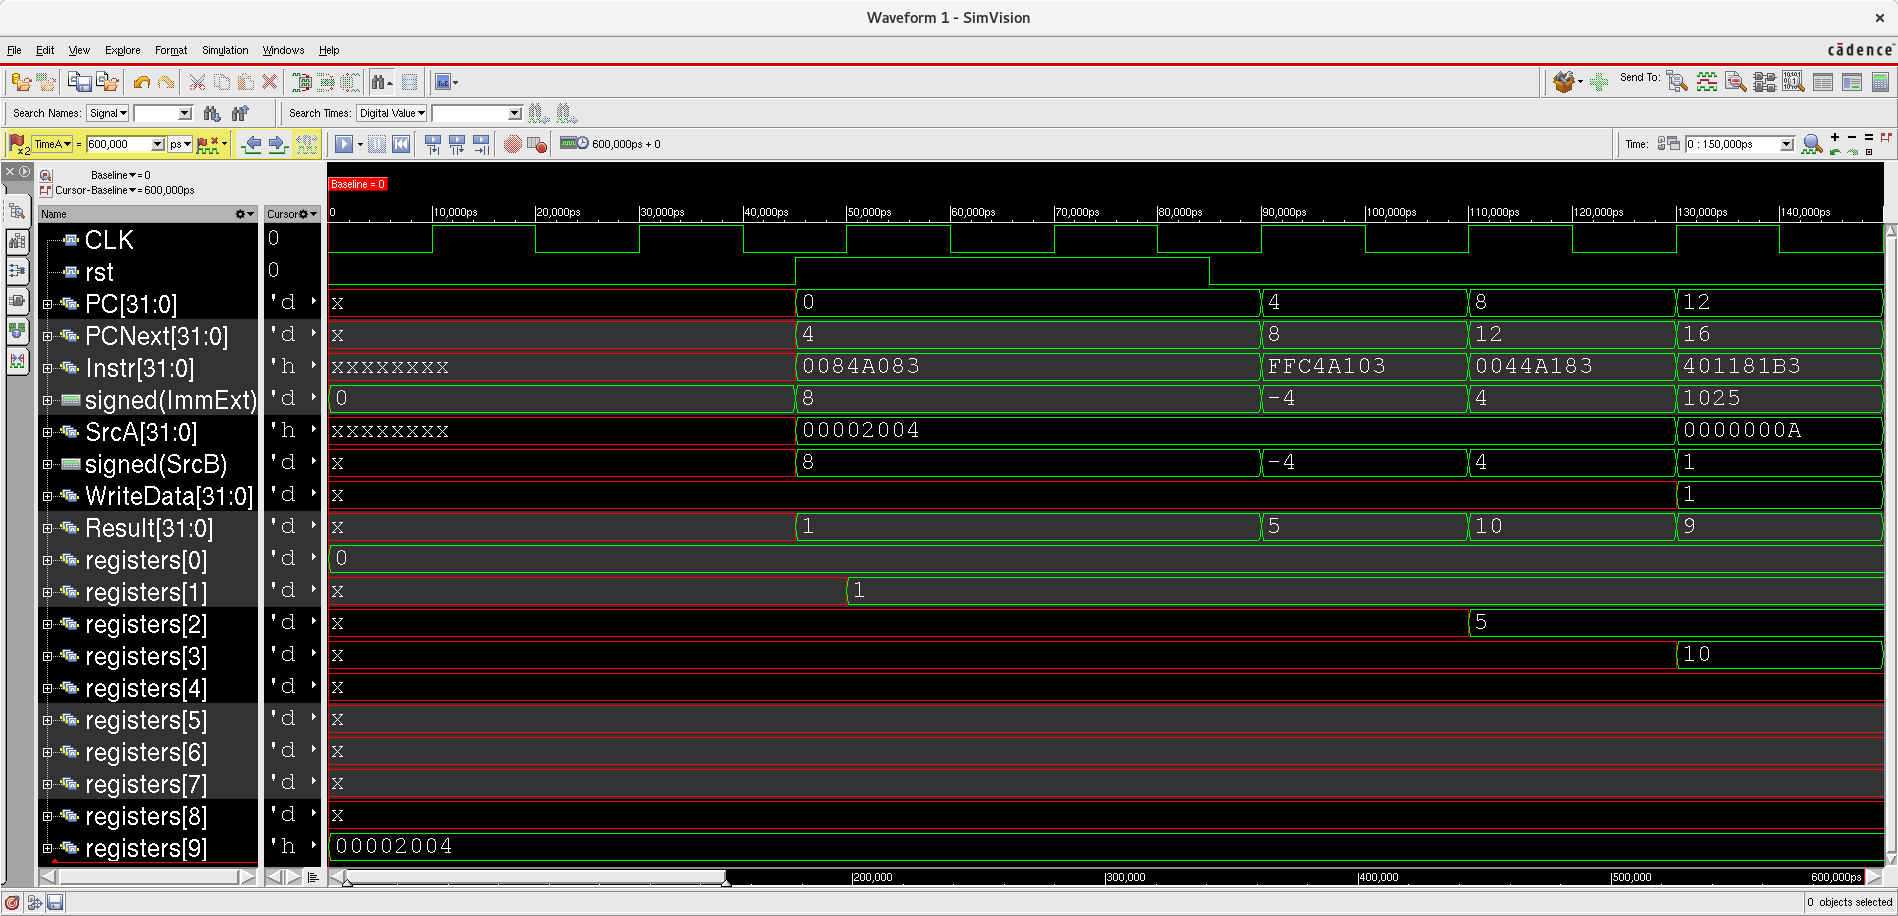 Waveform 1 - SimVision
File Edit View Explore Format Simulation Windows Help
cādence
Send To:
Search Names: Signal Search Times: Digital Value
TimeA = 600,000 ps 600,000ps + 0 Time: 0 : 150,000ps
x2
Baseline = 0
Cursor-Baseline = 600,000ps
Baseline = 0
Name Cursor 0 10,000ps 20,000ps 30,000ps 40,000ps 50,000ps 60,000ps 70,000ps 80,000ps 90,000ps 100,000ps 110,000ps 120,000ps 130,000ps 140,000ps
CLK 0
rst 0
PC[31:0] 'd x 0 4 8 12
PCNext[31:0] 'd x 4 8 12 16
Instr[31:0] 'h xxxxxxxx 0084A083 FFC4A103 0044A183 401181B3
signed(ImmExt) 'd 0 8 -4 4 1025
SrcA[31:0] 'h xxxxxxxx 00002004 0000000A
signed(SrcB) 'd x 8 -4 4 1
WriteData[31:0] 'd x 1
Result[31:0] 'd x 1 5 10 9
registers[0] 'd 0
registers[1] 'd x 1
registers[2] 'd x 5
registers[3] 'd x 10
registers[4] 'd x
registers[5] 'd x
registers[6] 'd x
registers[7] 'd x
registers[8] 'd x
registers[9] 'h 00002004
200,000 300,000 400,000 500,000 600,000ps
0 objects selected